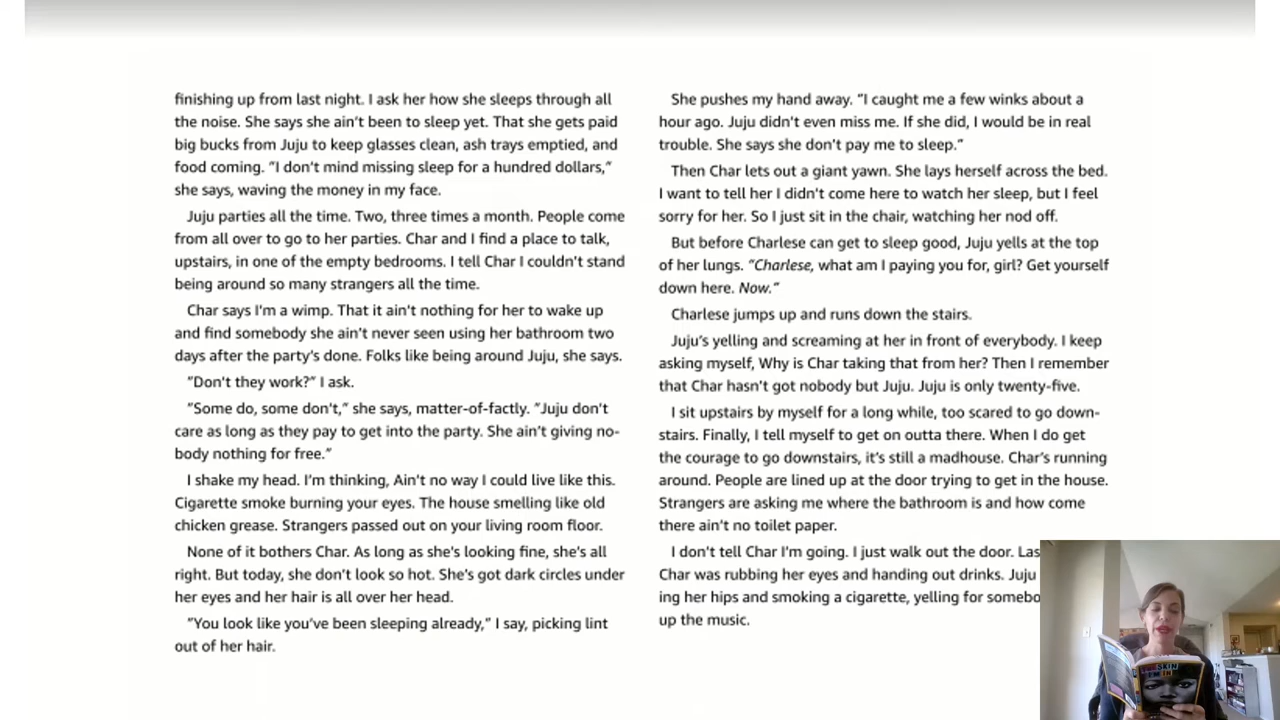 finishing up from last night. I ask her how she sleeps through all
the noise. She says she ain't been to sleep yet. That she gets paid
big bucks from Juju to keep glasses clean, ash trays emptied, and
food coming. “I don't mind missing sleep for a hundred dollars,”
she says, waving the money in my face.
Juju parties all the time. Two, three times a month. People come
from all over to go to her parties. Char and I find a place to talk,
upstairs, in one of the empty bedrooms. I tell Char I couldn't stand
being around so many strangers all the time.
Char says I'm a wimp. That it ain't nothing for her to wake up
and find somebody she ain't never seen using her bathroom two
days after the party's done. Folks like being around Juju, she says.
“Don't they work?” I ask.
“Some do, some don't,” she says, matter-of-factly. “Juju don't
care as long as they pay to get into the party. She ain't giving no-
body nothing for free.”
I shake my head. I'm thinking, Ain't no way I could live like this.
Cigarette smoke burning your eyes. The house smelling like old
chicken grease. Strangers passed out on your living room floor.
None of it bothers Char. As long as she's looking fine, she's all
right. But today, she don't look so hot. She's got dark circles under
her eyes and her hair is all over her head.
“You look like you've been sleeping already,” I say, picking lint
out of her hair.
She pushes my hand away. “I caught me a few winks about a
hour ago. Juju didn't even miss me. If she did, I would be in real
trouble. She says she don't pay me to sleep.”
Then Char lets out a giant yawn. She lays herself across the bed.
I want to tell her I didn't come here to watch her sleep, but I feel
sorry for her. So I just sit in the chair, watching her nod off.
But before Charlese can get to sleep good, Juju yells at the top
of her lungs. “Charlese, what am I paying you for, girl? Get yourself
down here. Now.”
Charlese jumps up and runs down the stairs.
Juju's yelling and screaming at her in front of everybody. I keep
asking myself, Why is Char taking that from her? Then I remember
that Char hasn't got nobody but Juju. Juju is only twenty-five.
I sit upstairs by myself for a long while, too scared to go down-
stairs. Finally, I tell myself to get on outta there. When I do get
the courage to go downstairs, it's still a madhouse. Char's running
around. People are lined up at the door trying to get in the house.
Strangers are asking me where the bathroom is and how come
there ain't no toilet paper.
I don't tell Char I'm going. I just walk out the door. Las
Char was rubbing her eyes and handing out drinks. Juju
ing her hips and smoking a cigarette, yelling for somebo
up the music.